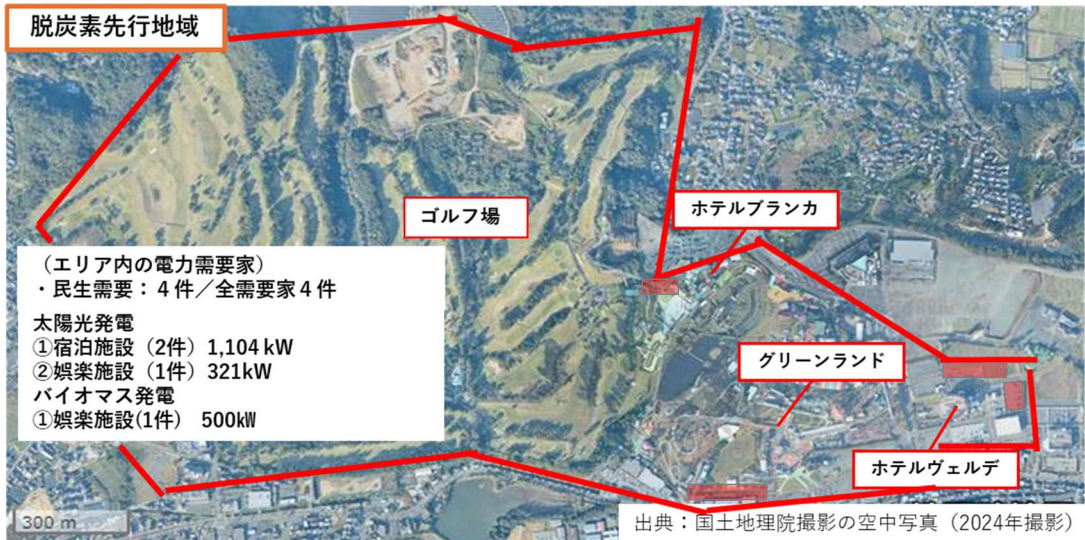 脱炭素先行地域
ゴルフ場
ホテルブランカ
（エリア内の電力需要家）
・民生需要：４件／全需要家４件
太陽光発電
①宿泊施設（2件）1,104 kW
②娯楽施設（1件）321kW
バイオマス発電
①娯楽施設(1件)　500kW
グリーンランド
ホテルヴェルデ
300 m
出典：国土地理院撮影の空中写真（2024年撮影）